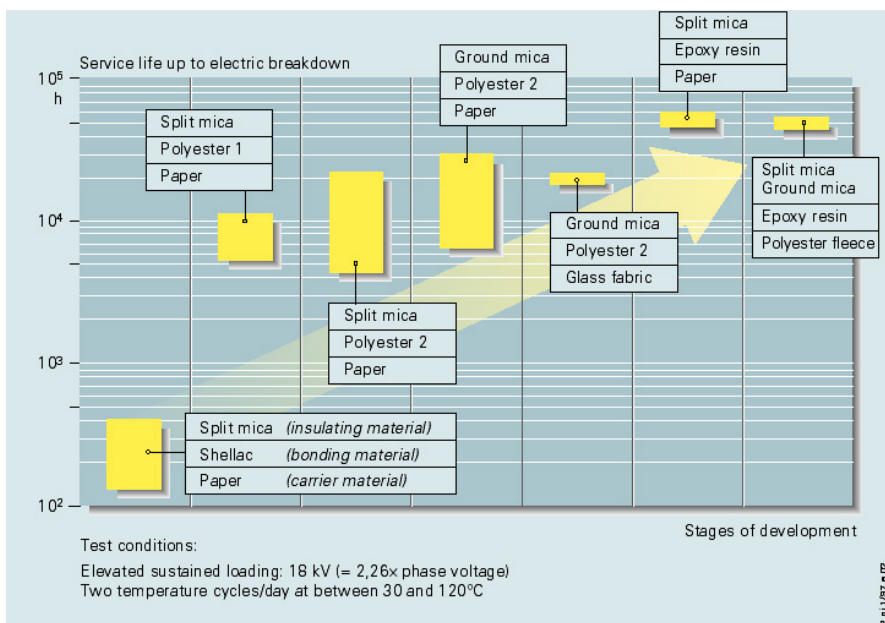 Service life up to electric breakdown
10⁵
h
10⁴
10³
10²
Split mica
Polyester 1
Paper
Ground mica
Polyester 2
Paper
Split mica
Epoxy resin
Paper
Split mica
Ground mica
Epoxy resin
Polyester fleece
Ground mica
Polyester 2
Glass fabric
Split mica
Polyester 2
Paper
Split mica (insulating material)
Shellac (bonding material)
Paper (carrier material)
Stages of development
Test conditions:
Elevated sustained loading: 18 kV (= 2,26x phase voltage)
Two temperature cycles/day at between 30 and 120ºC